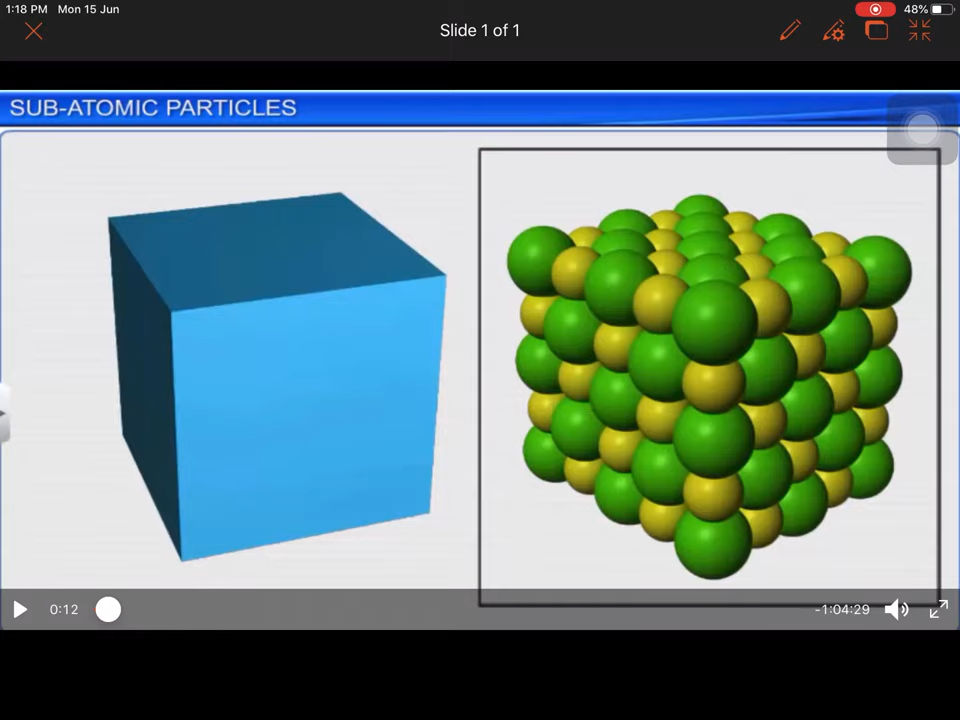 1:18 PM Mon 15 Jun
48%
Slide 1 of 1
SUB-ATOMIC PARTICLES
0:12
-1:04:29